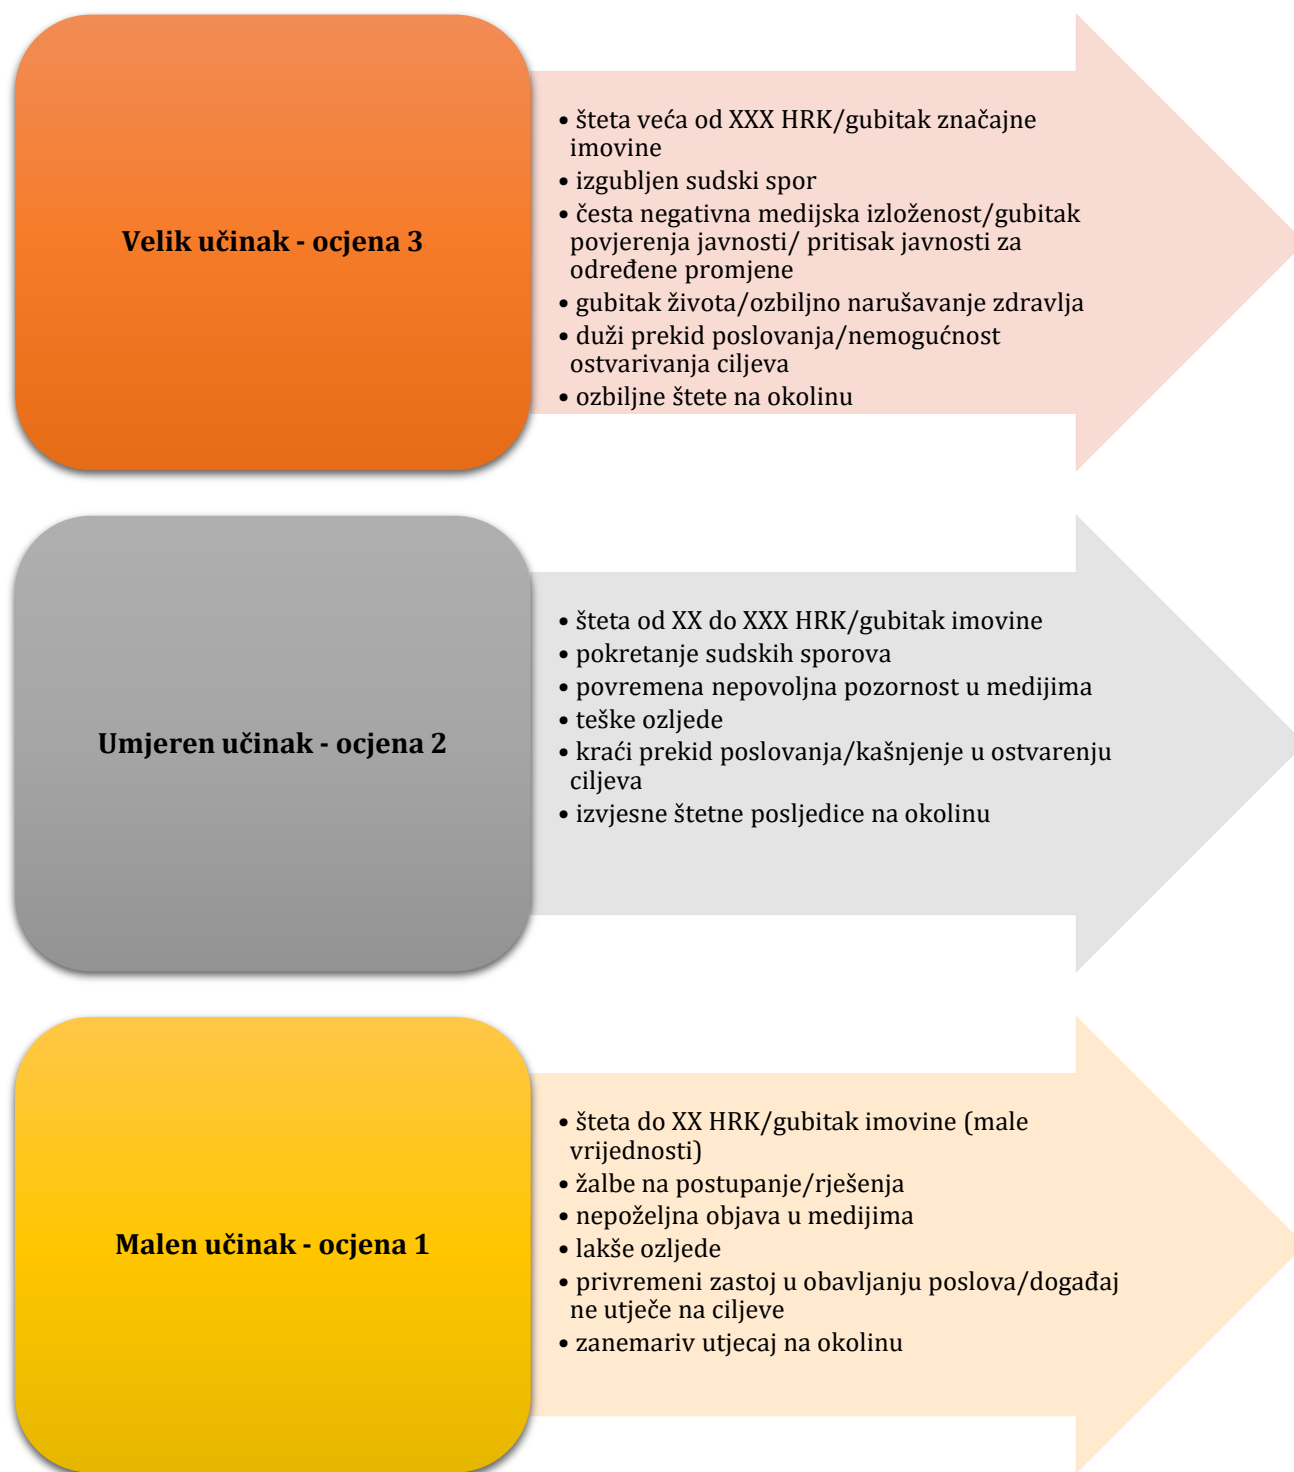 Velik učinak - ocjena 3
• šteta veća od XXX HRK/gubitak značajne
imovine
• izgubljen sudski spor
• česta negativna medijska izloženost/gubitak
povjerenja javnosti/ pritisak javnosti za
određene promjene
• gubitak života/ozbiljno narušavanje zdravlja
• duži prekid poslovanja/nemogućnost
ostvarivanja ciljeva
• ozbiljne štete na okolinu
Umjeren učinak - ocjena 2
• šteta od XX do XXX HRK/gubitak imovine
• pokretanje sudskih sporova
• povremena nepovoljna pozornost u medijima
• teške ozljede
• kraći prekid poslovanja/kašnjenje u ostvarenju
ciljeva
• izvjesne štetne posljedice na okolinu
Malen učinak - ocjena 1
• šteta do XX HRK/gubitak imovine (male
vrijednosti)
• žalbe na postupanje/rješenja
• nepoželjna objava u medijima
• lakše ozljede
• privremeni zastoj u obavljanju poslova/događaj
ne utječe na ciljeve
• zanemariv utjecaj na okolinu